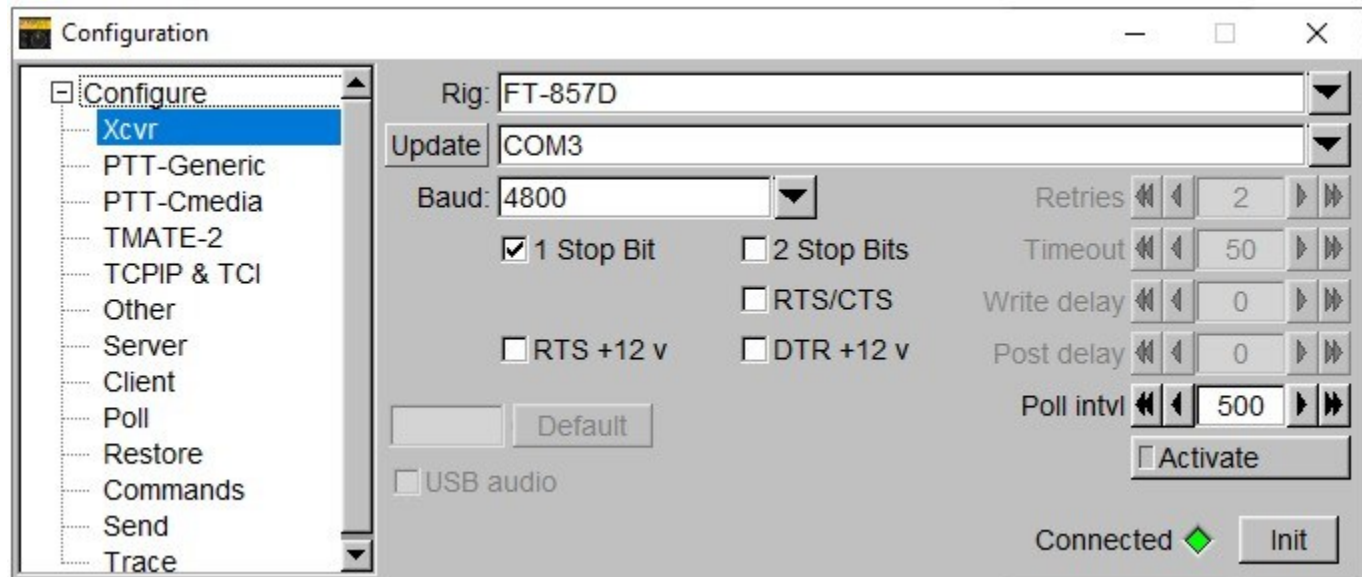 Configuration
Configure
Xcvr
PTT-Generic
PTT-Cmedia
TMATE-2
TCPIP & TCI
Other
Server
Client
Poll
Restore
Commands
Send
Trace
Rig: FT-857D
Update COM3
Baud: 4800
Retries 2
1 Stop Bit 2 Stop Bits Timeout 50
RTS/CTS Write delay 0
RTS +12 v DTR +12 v Post delay 0
Poll intvl 500
Default
Activate
USB audio
Connected Init